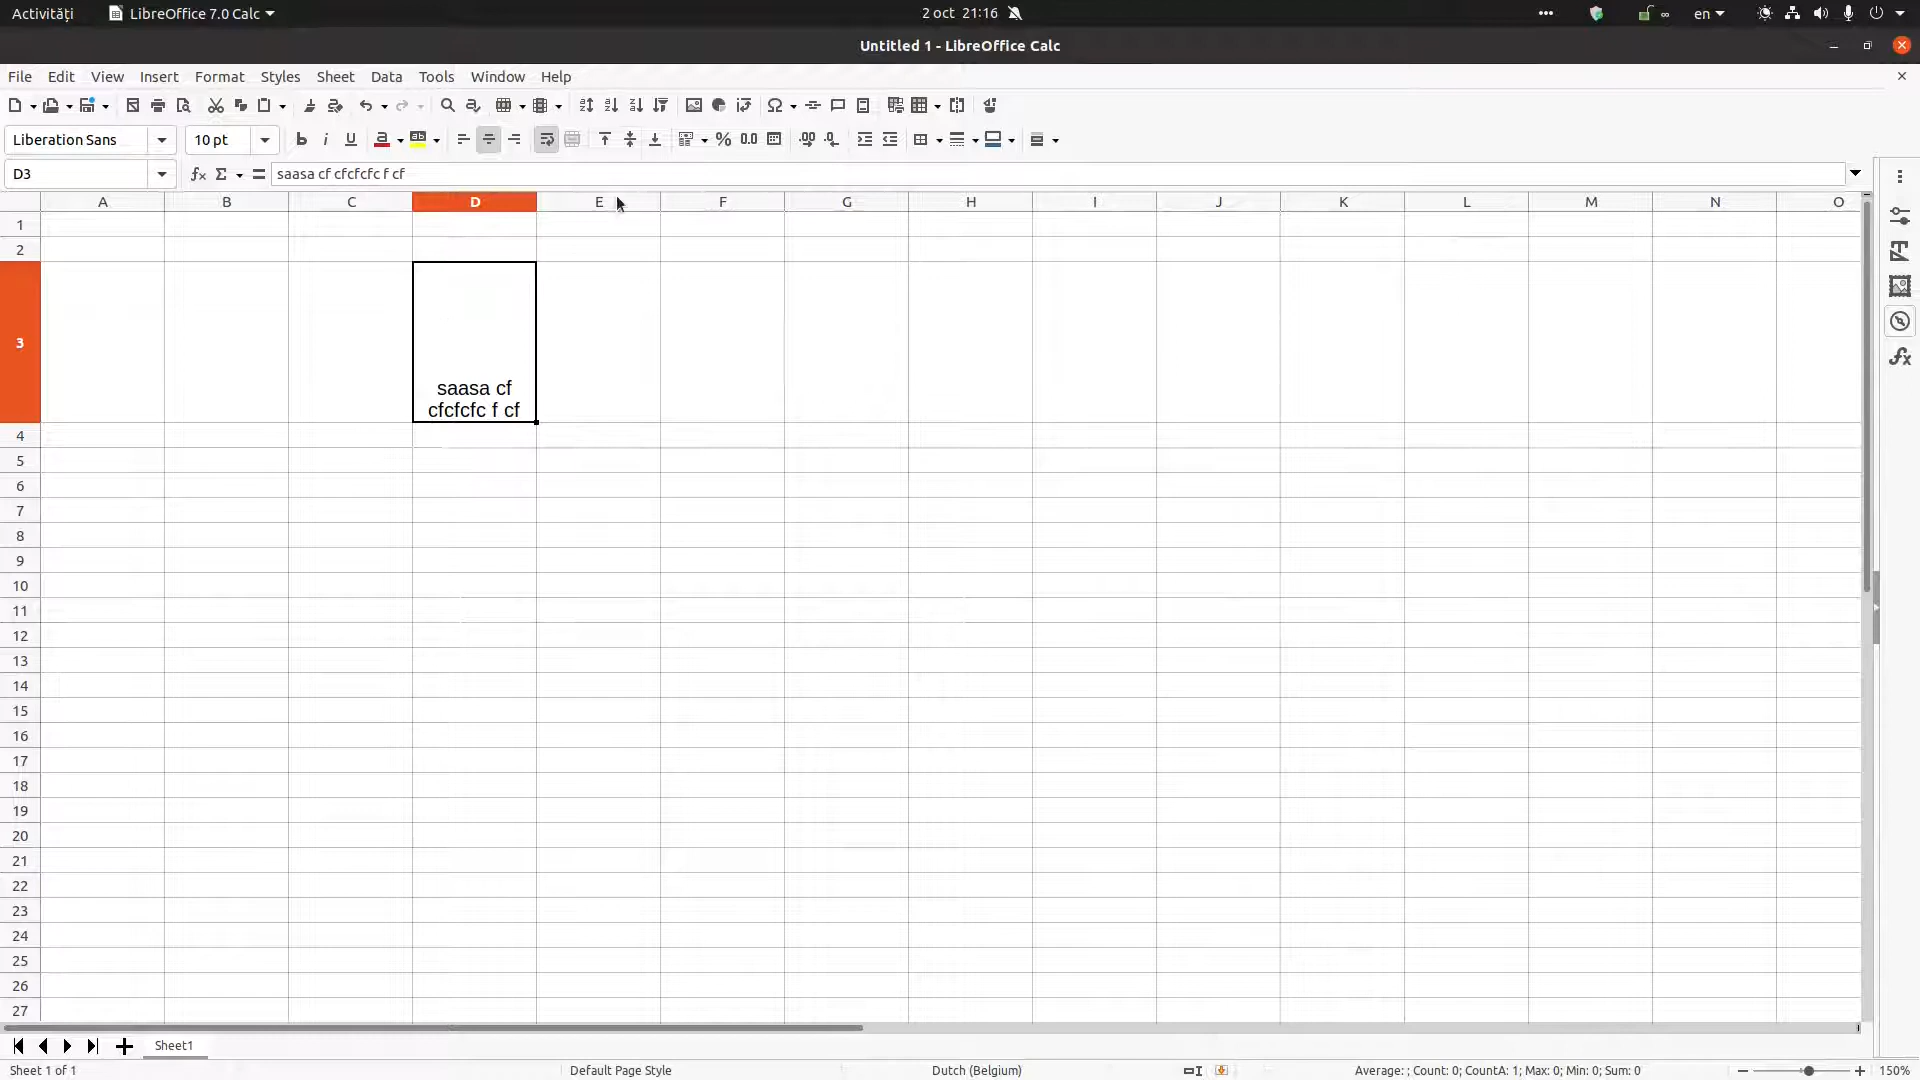 Activități LibreOffice 7.0 Calc 2 oct 21:16 en
Untitled 1 - LibreOffice Calc
File Edit View Insert Format Styles Sheet Data Tools Window Help
Liberation Sans 10 pt
D3 saasa cf cfcfcfc f cf
A B C D E F G H I J K L M N O
1
2
3
saasa cf
cfcfcfc f cf
4
5
6
7
8
9
10
11
12
13
14
15
16
17
18
19
20
21
22
23
24
25
26
27
Sheet1
Sheet 1 of 1 Default Page Style Dutch (Belgium) Average: ; Count: 0; CountA: 1; Max: 0; Min: 0; Sum: 0 150%